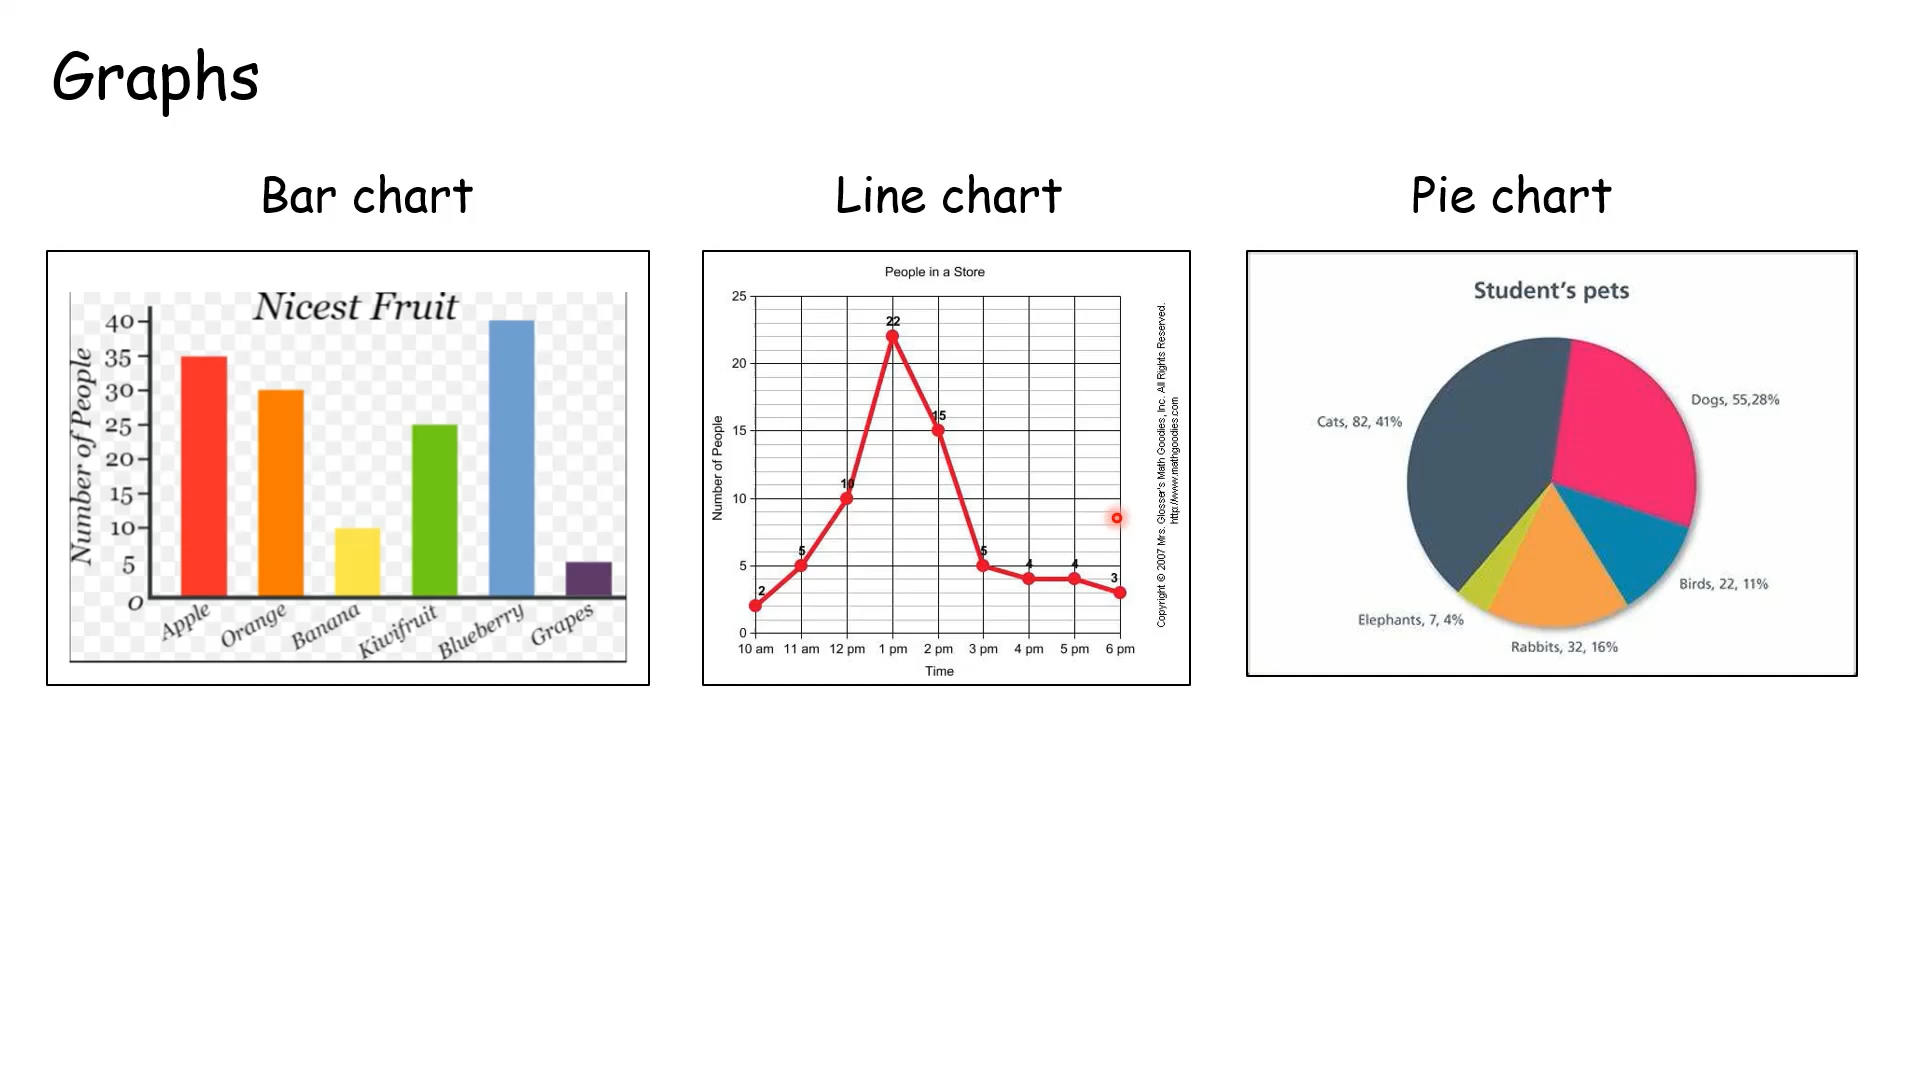 Graphs
Bar chart
Line chart
Pie chart
Nicest Fruit
Number of People
40
35
30
25
20
15
10
5
0
Apple
Orange
Banana
Kiwifruit
Blueberry
Grapes
People in a Store
Number of People
25
20
15
10
5
0
2
5
10
22
15
5
4
4
3
10 am 11 am 12 pm 1 pm 2 pm 3 pm 4 pm 5 pm 6 pm
Time
Copyright © 2007 Mrs. Glosser's Math Goodies, Inc. All Rights Reserved.
http://www.mathgoodies.com
Student’s pets
Dogs, 55,28%
Cats, 82, 41%
Birds, 22, 11%
Elephants, 7, 4%
Rabbits, 32, 16%